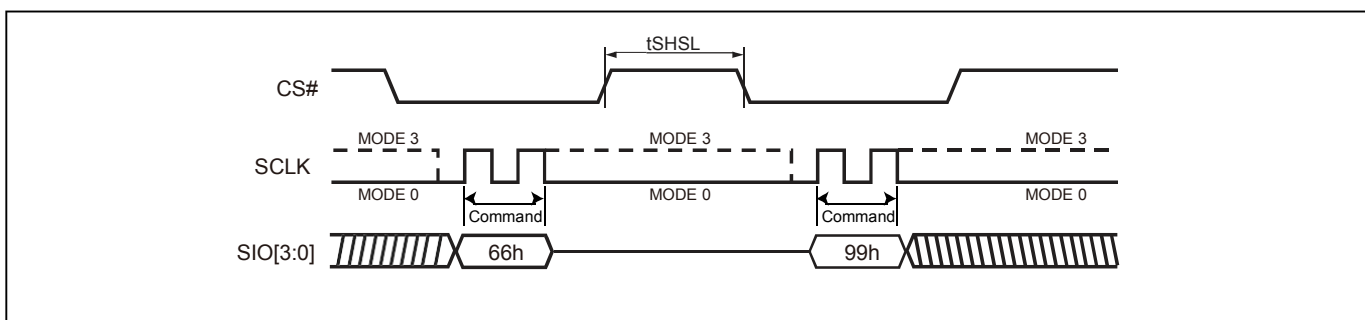 tSHSL
CS#
MODE 3 MODE 3 MODE 3
SCLK
MODE 0 MODE 0 MODE 0
Command Command
SIO[3:0] 66h 99h